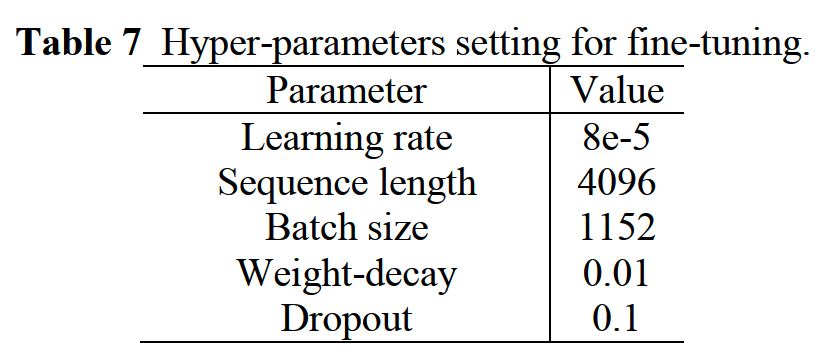 Table 7 Hyper-parameters setting for fine-tuning.
Parameter Value
Learning rate 8e-5
Sequence length 4096
Batch size 1152
Weight-decay 0.01
Dropout 0.1